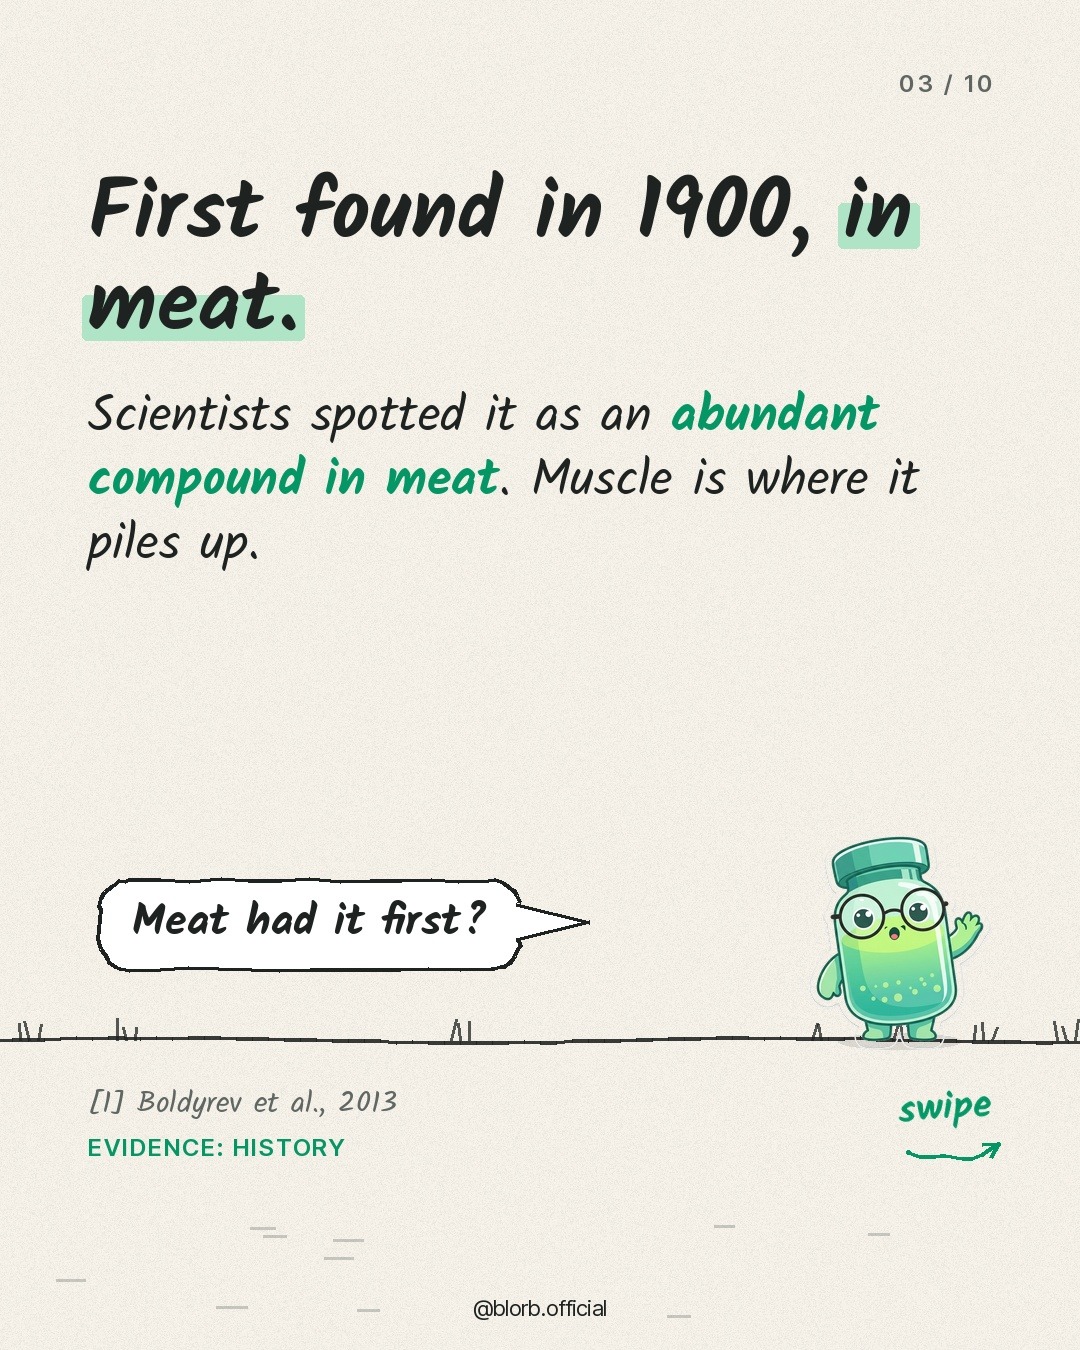 03 / 10
First found in 1900, in
meat.
Scientists spotted it as an abundant
compound in meat. Muscle is where it
piles up.
Meat had it first?
[1] Boldyrev et al., 2013
EVIDENCE: HISTORY
swipe
@blorb.official